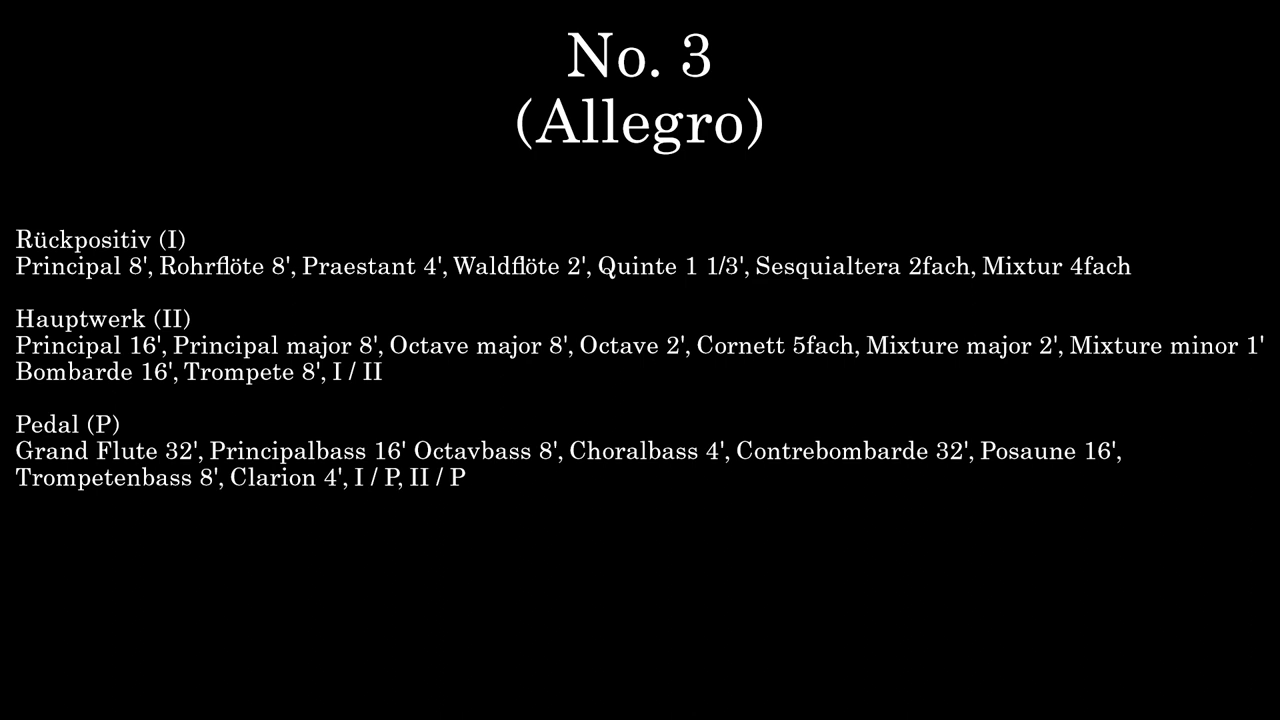 No. 3
(Allegro)
Rückpositiv (I)
Principal 8', Rohrflöte 8', Praestant 4', Waldflöte 2', Quinte 1 1/3', Sesquialtera 2fach, Mixtur 4fach
Hauptwerk (II)
Principal 16', Principal major 8', Octave major 8', Octave 2', Cornett 5fach, Mixture major 2', Mixture minor 1'
Bombarde 16', Trompete 8', I / II
Pedal (P)
Grand Flute 32', Principalbass 16' Octavbass 8', Choralbass 4', Contrebombarde 32', Posaune 16',
Trompetenbass 8', Clarion 4', I / P, II / P